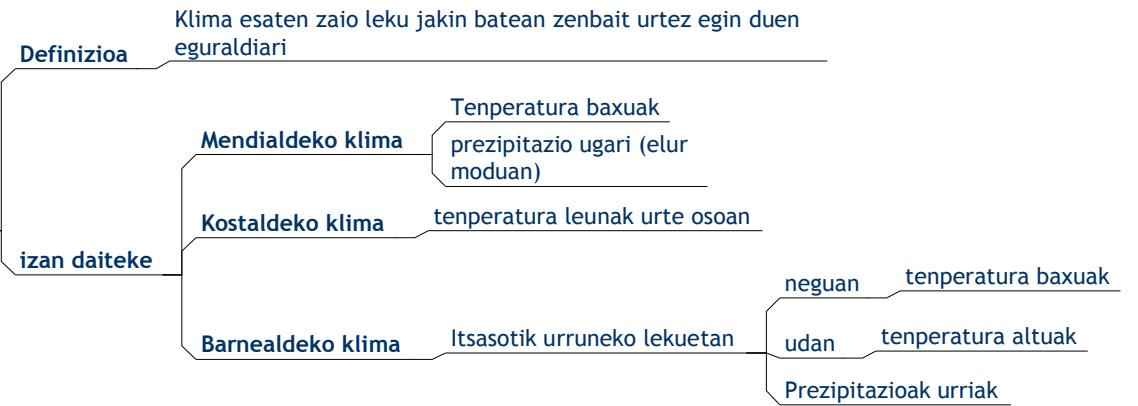 Klima esaten zaio leku jakin batean zenbait urtez egin duen
eguraldiari
Definizioa
Tenperatura baxuak
Mendialdeko klima
prezipitazio ugari (elur
moduan)
Kostaldeko klima
tenperatura leunak urte osoan
izan daiteke
neguan
tenperatura baxuak
Barnealdeko klima
Itsasotik urruneko lekuetan
udan
tenperatura altuak
Prezipitazioak urriak